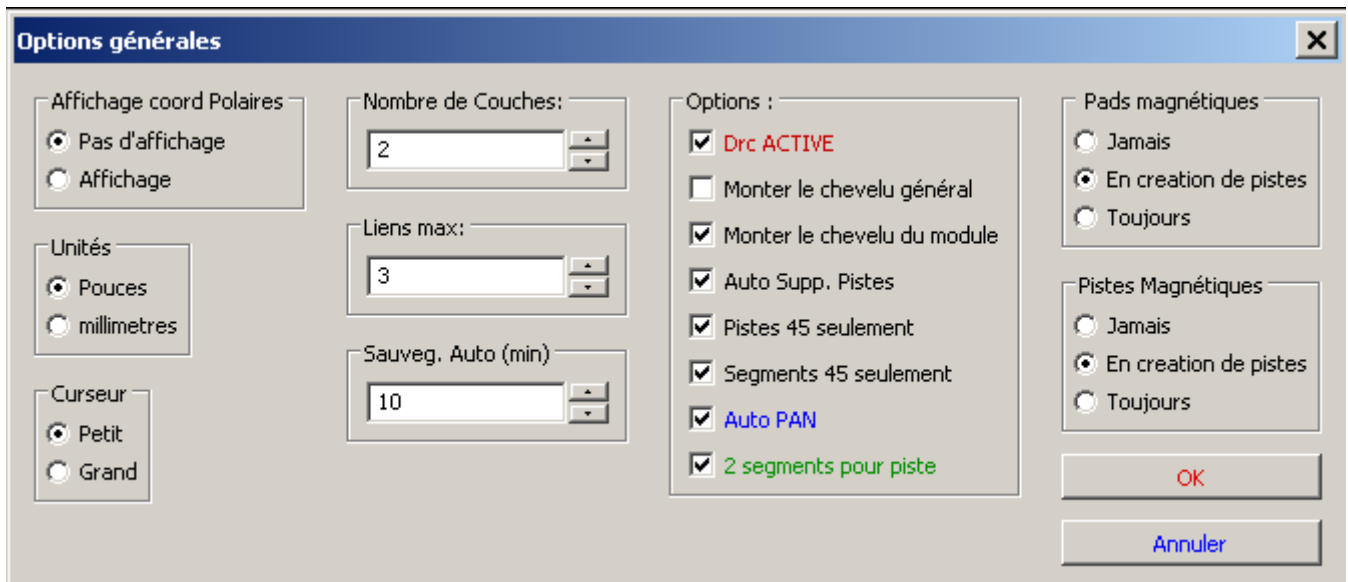 Options générales
Affichage coord Polaires
Pas d'affichage
Affichage
Unités
Pouces
millimetres
Curseur
Petit
Grand
Nombre de Couches:
2
Liens max:
3
Sauveg. Auto (min)
10
Options :
Drc ACTIVE
Monter le chevelu général
Monter le chevelu du module
Auto Supp. Pistes
Pistes 45 seulement
Segments 45 seulement
Auto PAN
2 segments pour piste
Pads magnétiques
Jamais
En creation de pistes
Toujours
Pistes Magnétiques
Jamais
En creation de pistes
Toujours
OK
Annuler